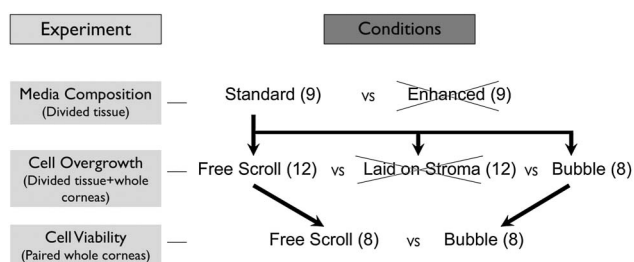 Experiment Conditions
Media Composition
(Divided tissue)
Standard (9) vs Enhanced (9)
Cell Overgrowth
(Divided tissue+whole
corneas)
Free Scroll (12) vs Laid on Stroma (12) vs Bubble (8)
Cell Viability
(Paired whole corneas)
Free Scroll (8) vs Bubble (8)